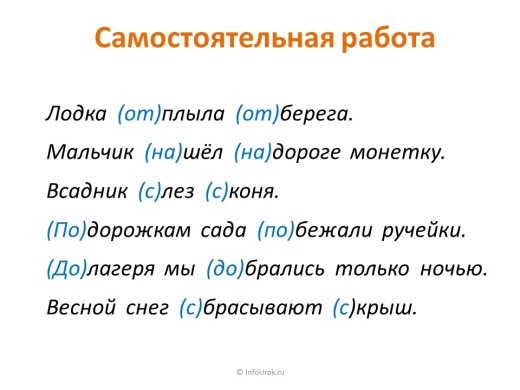 Самостоятельная работа
Лодка (от)плыла (от)берега.
Мальчик (на)шёл (на)дороге монетку.
Всадник (с)лез (с)коня.
(По)дорожкам сада (по)бежали ручейки.
(До)лагеря мы (до)брались только ночью.
Весной снег (с)брасывают (с)крыш.
© InfoUrok.ru